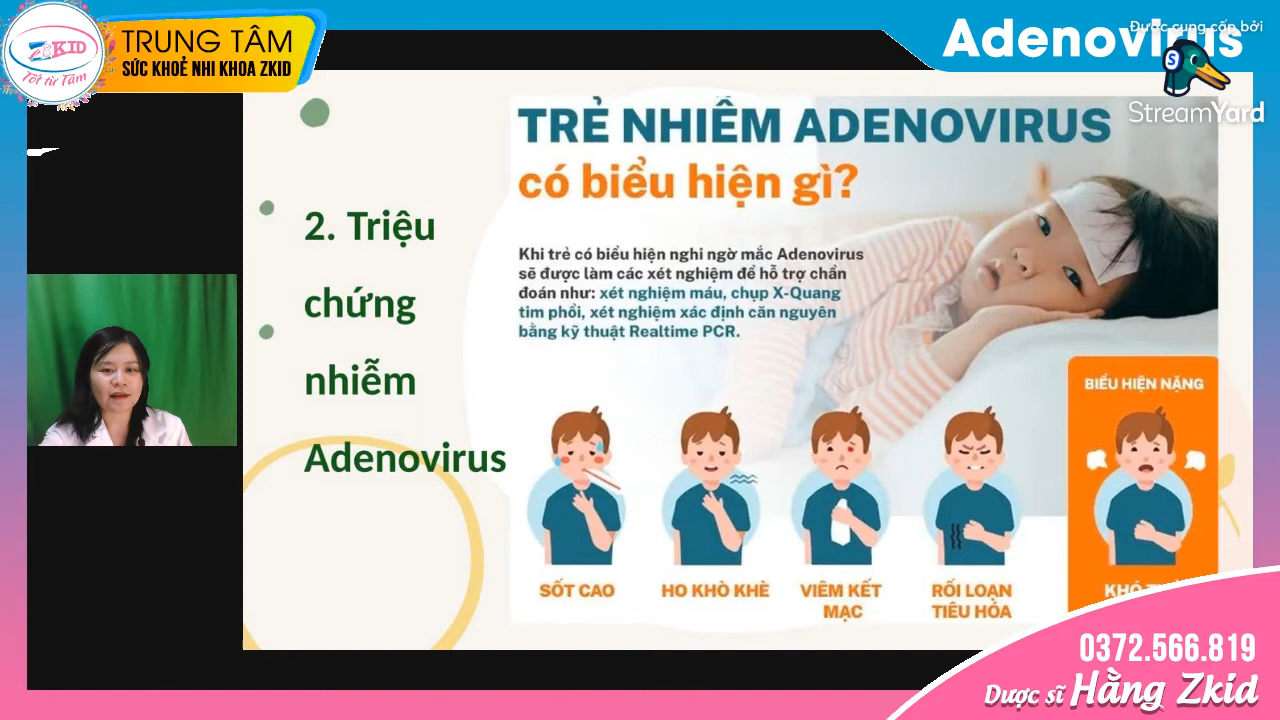 ZKID
Tốt từ Tâm
TRUNG TÂM
SỨC KHOẺ NHI KHOA ZKID
Adenovirus
Được cung cấp bởi
StreamYard
2. Triệu
chứng
nhiễm
Adenovirus
TRẺ NHIỄM ADENOVIRUS
có biểu hiện gì?
Khi trẻ có biểu hiện nghi ngờ mắc Adenovirus
sẽ được làm các xét nghiệm để hỗ trợ chẩn
đoán như: xét nghiệm máu, chụp X-Quang
tim phổi, xét nghiệm xác định căn nguyên
bằng kỹ thuật Realtime PCR.
BIỂU HIỆN NẶNG
SỐT CAO
HO KHÒ KHÈ
VIÊM KẾT
MẠC
RỐI LOẠN
TIÊU HÓA
KHÓ
0372.566.819
Dược sĩ Hằng Zkid